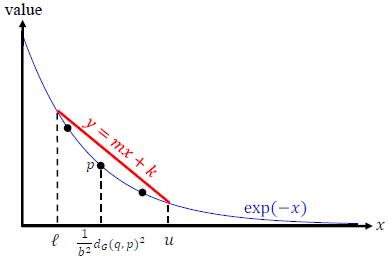 value
y = mx + k
p
exp(−x)
x
ℓ
1/b² d_G(q, p)²
u